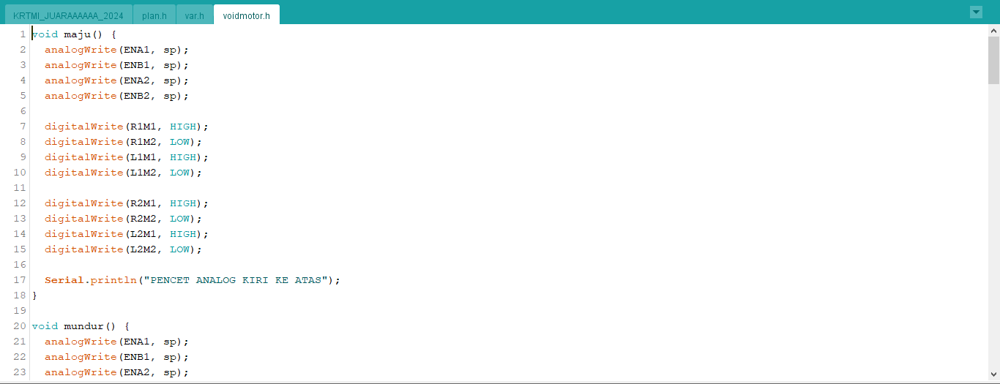 KRTMI_JUARAAAAAA_2024 plan.h var.h voidmotor.h
1 void maju() {
2 analogWrite(ENA1, sp);
3 analogWrite(ENB1, sp);
4 analogWrite(ENA2, sp);
5 analogWrite(ENB2, sp);
6
7 digitalWrite(R1M1, HIGH);
8 digitalWrite(R1M2, LOW);
9 digitalWrite(L1M1, HIGH);
10 digitalWrite(L1M2, LOW);
11
12 digitalWrite(R2M1, HIGH);
13 digitalWrite(R2M2, LOW);
14 digitalWrite(L2M1, HIGH);
15 digitalWrite(L2M2, LOW);
16
17 Serial.println("PENCET ANALOG KIRI KE ATAS");
18 }
19
20 void mundur() {
21 analogWrite(ENA1, sp);
22 analogWrite(ENB1, sp);
23 analogWrite(ENA2, sp);